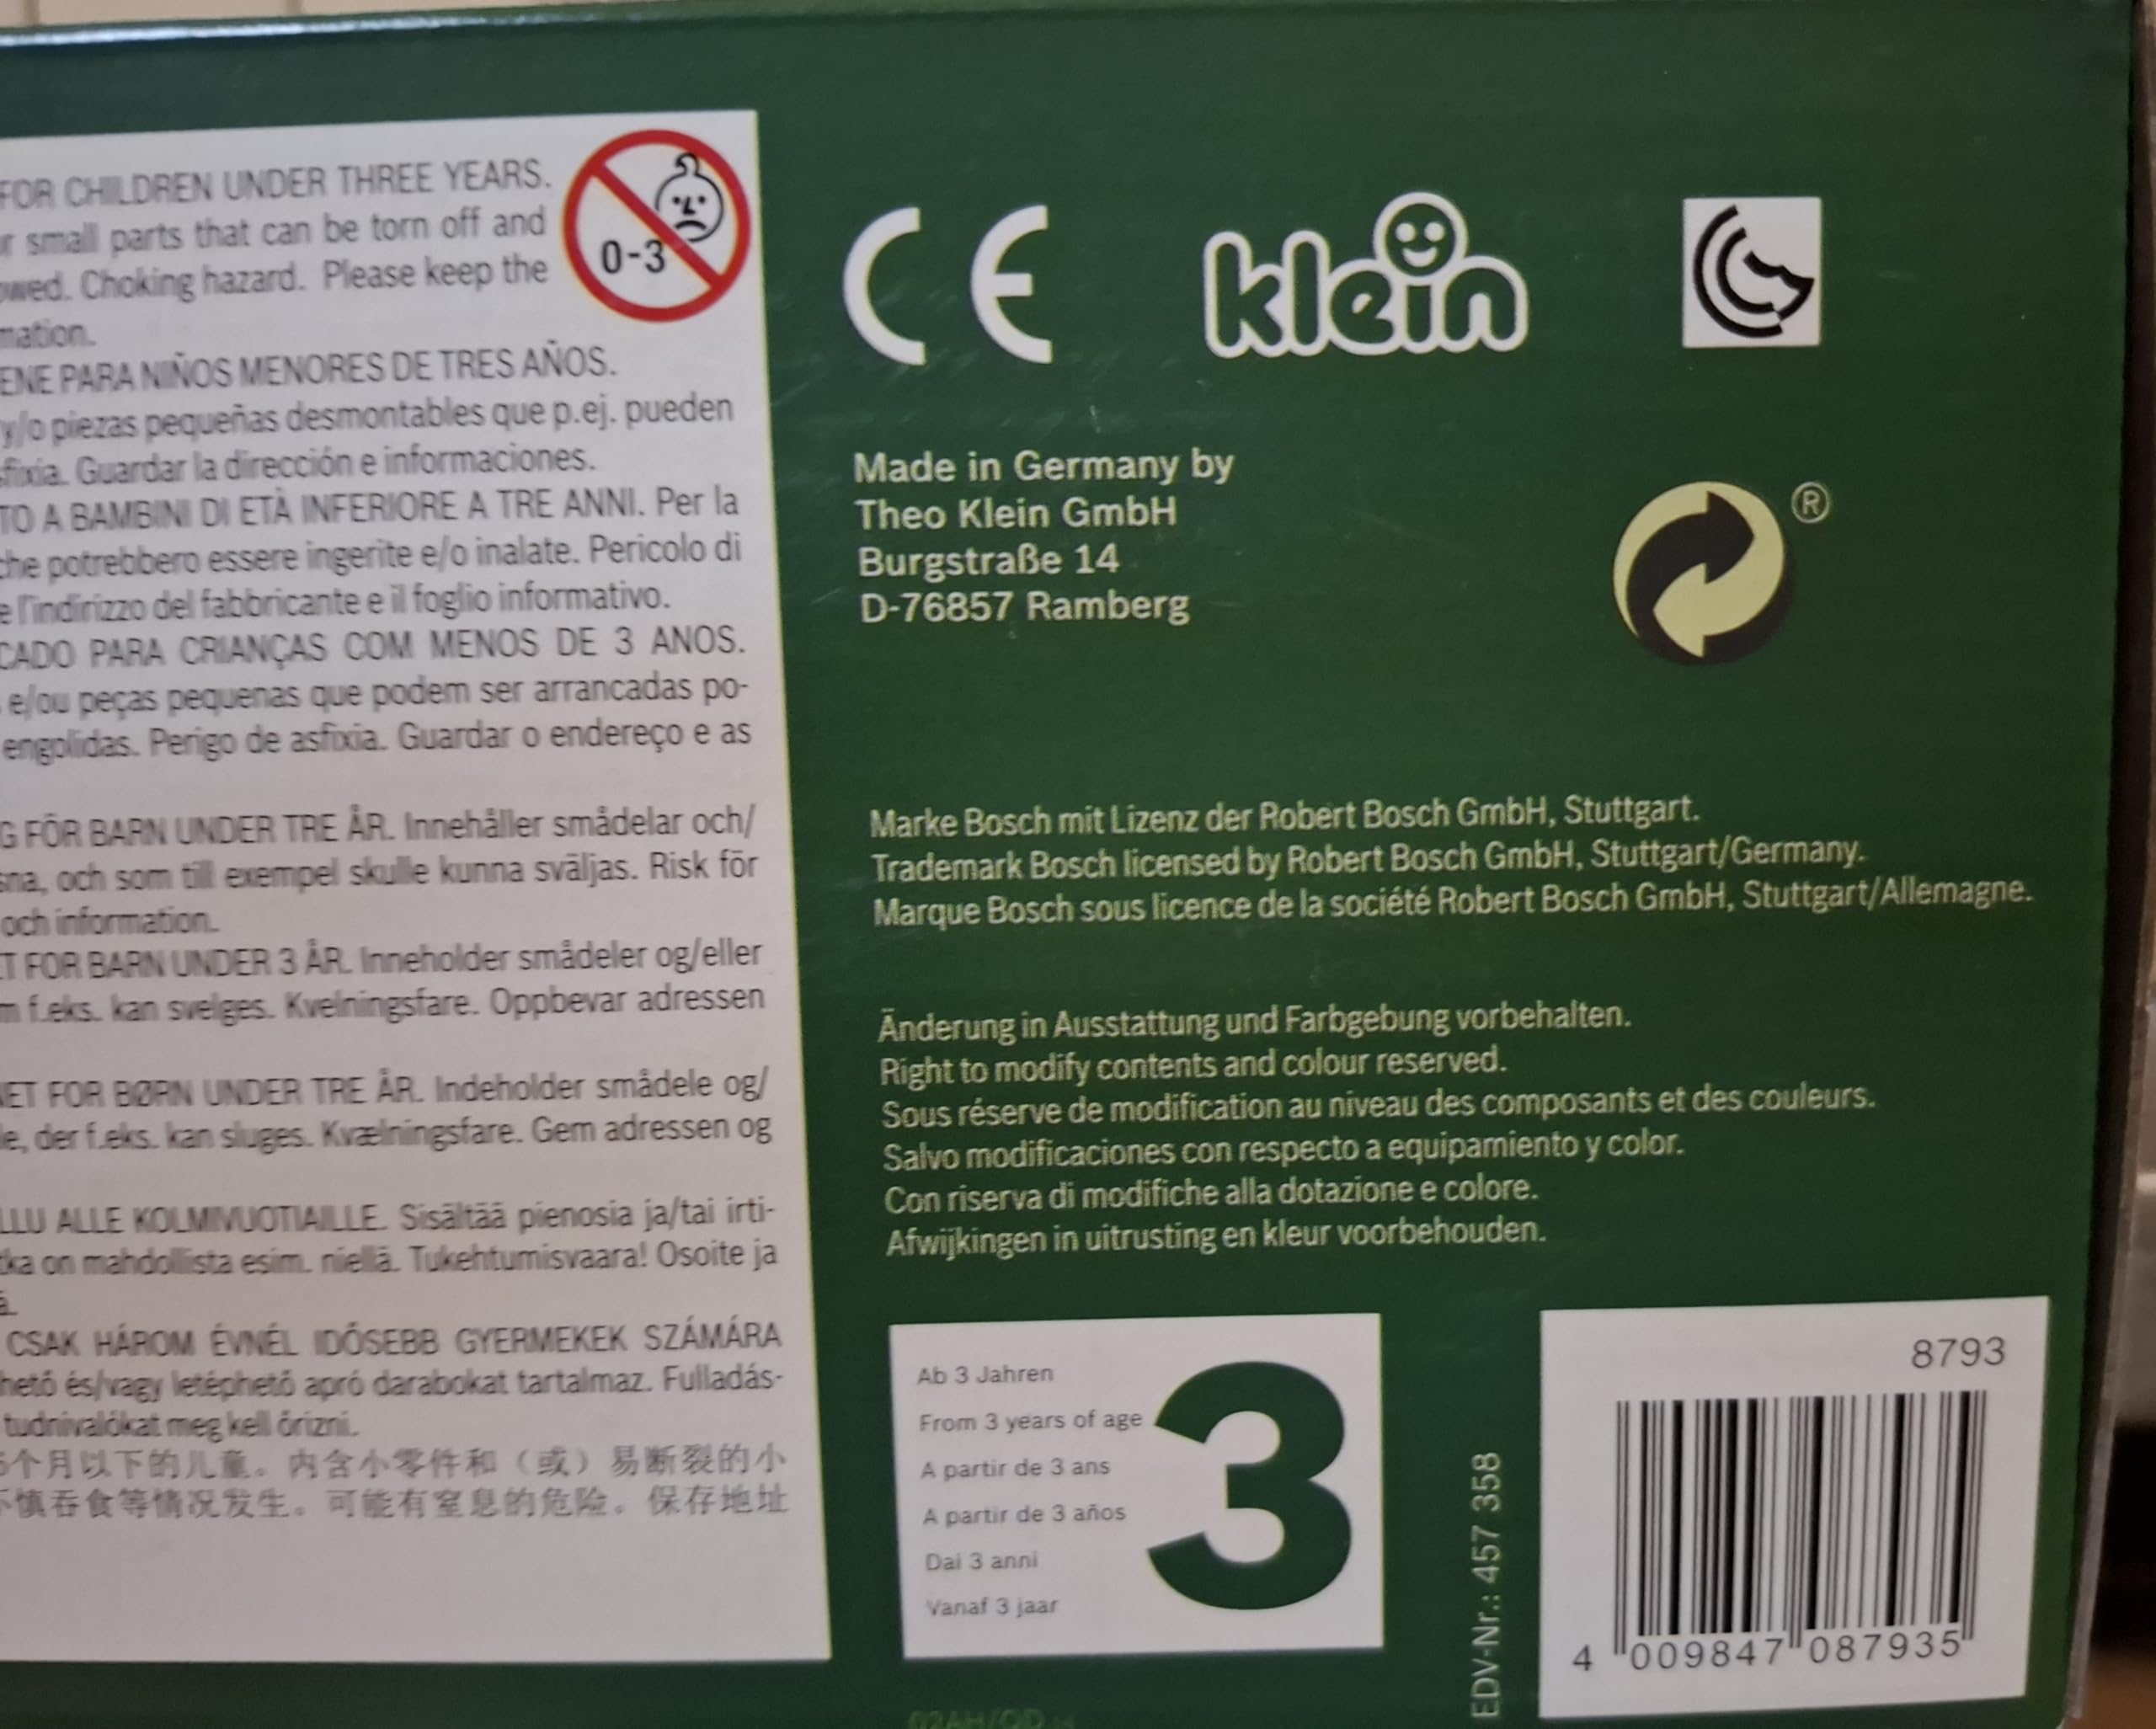 FOR CHILDREN UNDER THREE YEARS.
small parts that can be torn off and
Choking hazard. Please keep the
0-3
PARA NIÑOS MENORES DE TRES AÑOS.
y/o piezas pequeñas desmontables que p.ej. pueden
Guardar la dirección e informaciones.
A BAMBINI DI ETÀ INFERIORE A TRE ANNI. Per la
che potrebbero essere ingerite e/o inalate. Pericolo di
e l'indirizzo del fabbricante e il foglio informativo.
PARA CRIANÇAS COM MENOS DE 3 ANOS.
e/ou peças pequenas que podem ser arrancadas po-
engolidas. Perigo de asfixia. Guardar o endereço e as
FÖR BARN UNDER TRE ÅR. Innehåller smådelar och/
och som till exempel skulle kunna sväljas. Risk för
och information.
FOR BARN UNDER 3 ÅR. Inneholder smådeler og/eller
f.eks. kan svelges. Kvelningsfare. Oppbevar adressen
FOR BØRN UNDER TRE ÅR. Indeholder smådele og/
der f.eks. kan sluges. Kvælningsfare. Gem adressen og
ALLE KOLMIVUOTIAILLE. Sisältää pienosia ja/tai irti-
on mahdollista esim. niellä. Tukehtumisvaara! Osoite ja
CSAK HÁROM ÉVNÉL IDŐSEBB GYERMEKEK SZÁMÁRA
és/vagy letéphető apró darabokat tartalmaz. Fulladás-
tudnivalókat meg kell őrizni.
个月以下的儿童。内含小零件和（或）易断裂的小
慎吞食等情况发生。可能有窒息的危险。保存地址
CE
klein
Made in Germany by
Theo Klein GmbH
Burgstraße 14
D-76857 Ramberg
®
Marke Bosch mit Lizenz der Robert Bosch GmbH, Stuttgart.
Trademark Bosch licensed by Robert Bosch GmbH, Stuttgart/Germany.
Marque Bosch sous licence de la société Robert Bosch GmbH, Stuttgart/Allemagne.
Änderung in Ausstattung und Farbgebung vorbehalten.
Right to modify contents and colour reserved.
Sous réserve de modification au niveau des composants et des couleurs.
Salvo modificaciones con respecto a equipamiento y color.
Con riserva di modifiche alla dotazione e colore.
Afwijkingen in uitrusting en kleur voorbehouden.
Ab 3 Jahren
From 3 years of age
A partir de 3 ans
A partir de 3 años
Dai 3 anni
Vanaf 3 jaar
3
EDV-Nr.: 457 358
8793
4 009847 087935